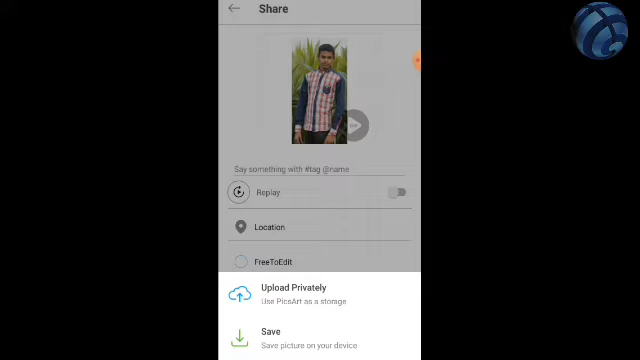 Share
Say something with #tag @name
Replay
Location
FreeToEdit
Upload Privately
Use PicsArt as a storage
Save
Save picture on your device